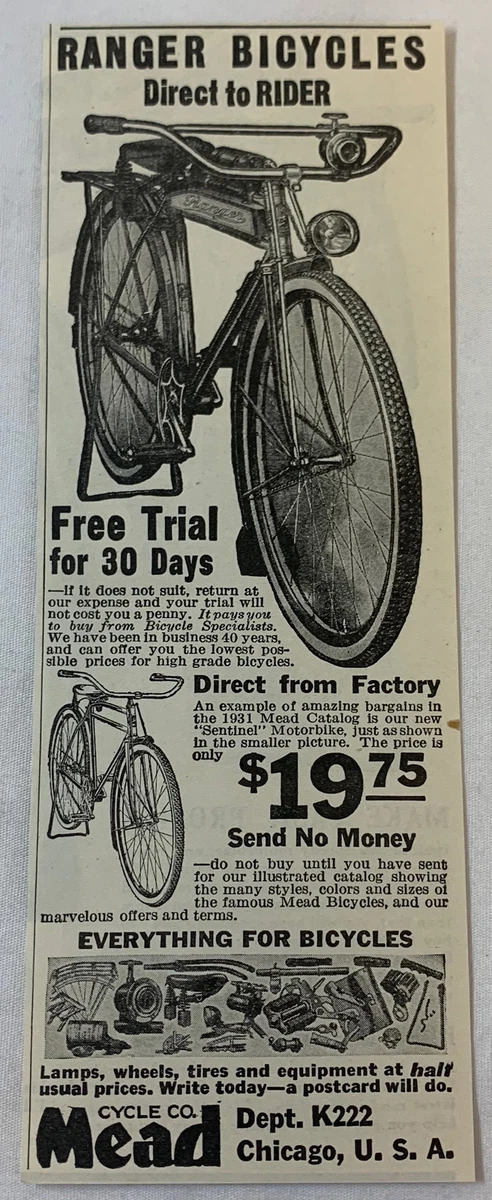 RANGER BICYCLES
Direct to RIDER
Ranger
Free Trial
for 30 Days
—if it does not suit, return at
our expense and your trial will
not cost you a penny. It pays you
to buy from Bicycle Specialists.
We have been in business 40 years,
and can offer you the lowest pos-
sible prices for high grade bicycles.
Direct from Factory
An example of amazing bargains in
the 1931 Mead Catalog is our new
"Sentinel" Motorbike, just as shown
in the smaller picture. The price is
only
$19 75
Send No Money
—do not buy until you have sent
for our illustrated catalog showing
the many styles, colors and sizes of
the famous Mead Bicycles, and our
marvelous offers and terms.
EVERYTHING FOR BICYCLES
Lamps, wheels, tires and equipment at half
usual prices. Write today—a postcard will do.
Mead CYCLE CO.
Dept. K222
Chicago, U. S. A.